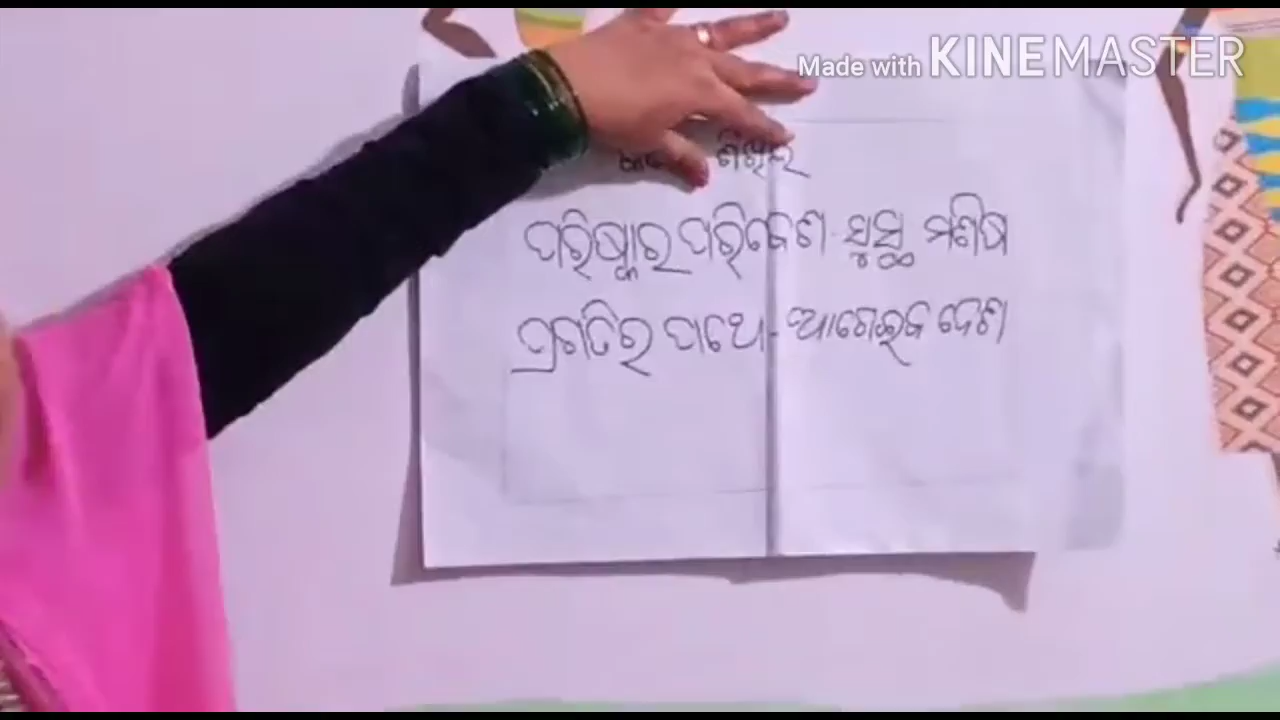 Made with KINEMASTER
ପରିଷ୍କାର ପରିବେଶ ସୁସ୍ଥ ମଣିଷ
ପ୍ରଗତିର ପଥେ ଆଗେଇବ ଦେଶ